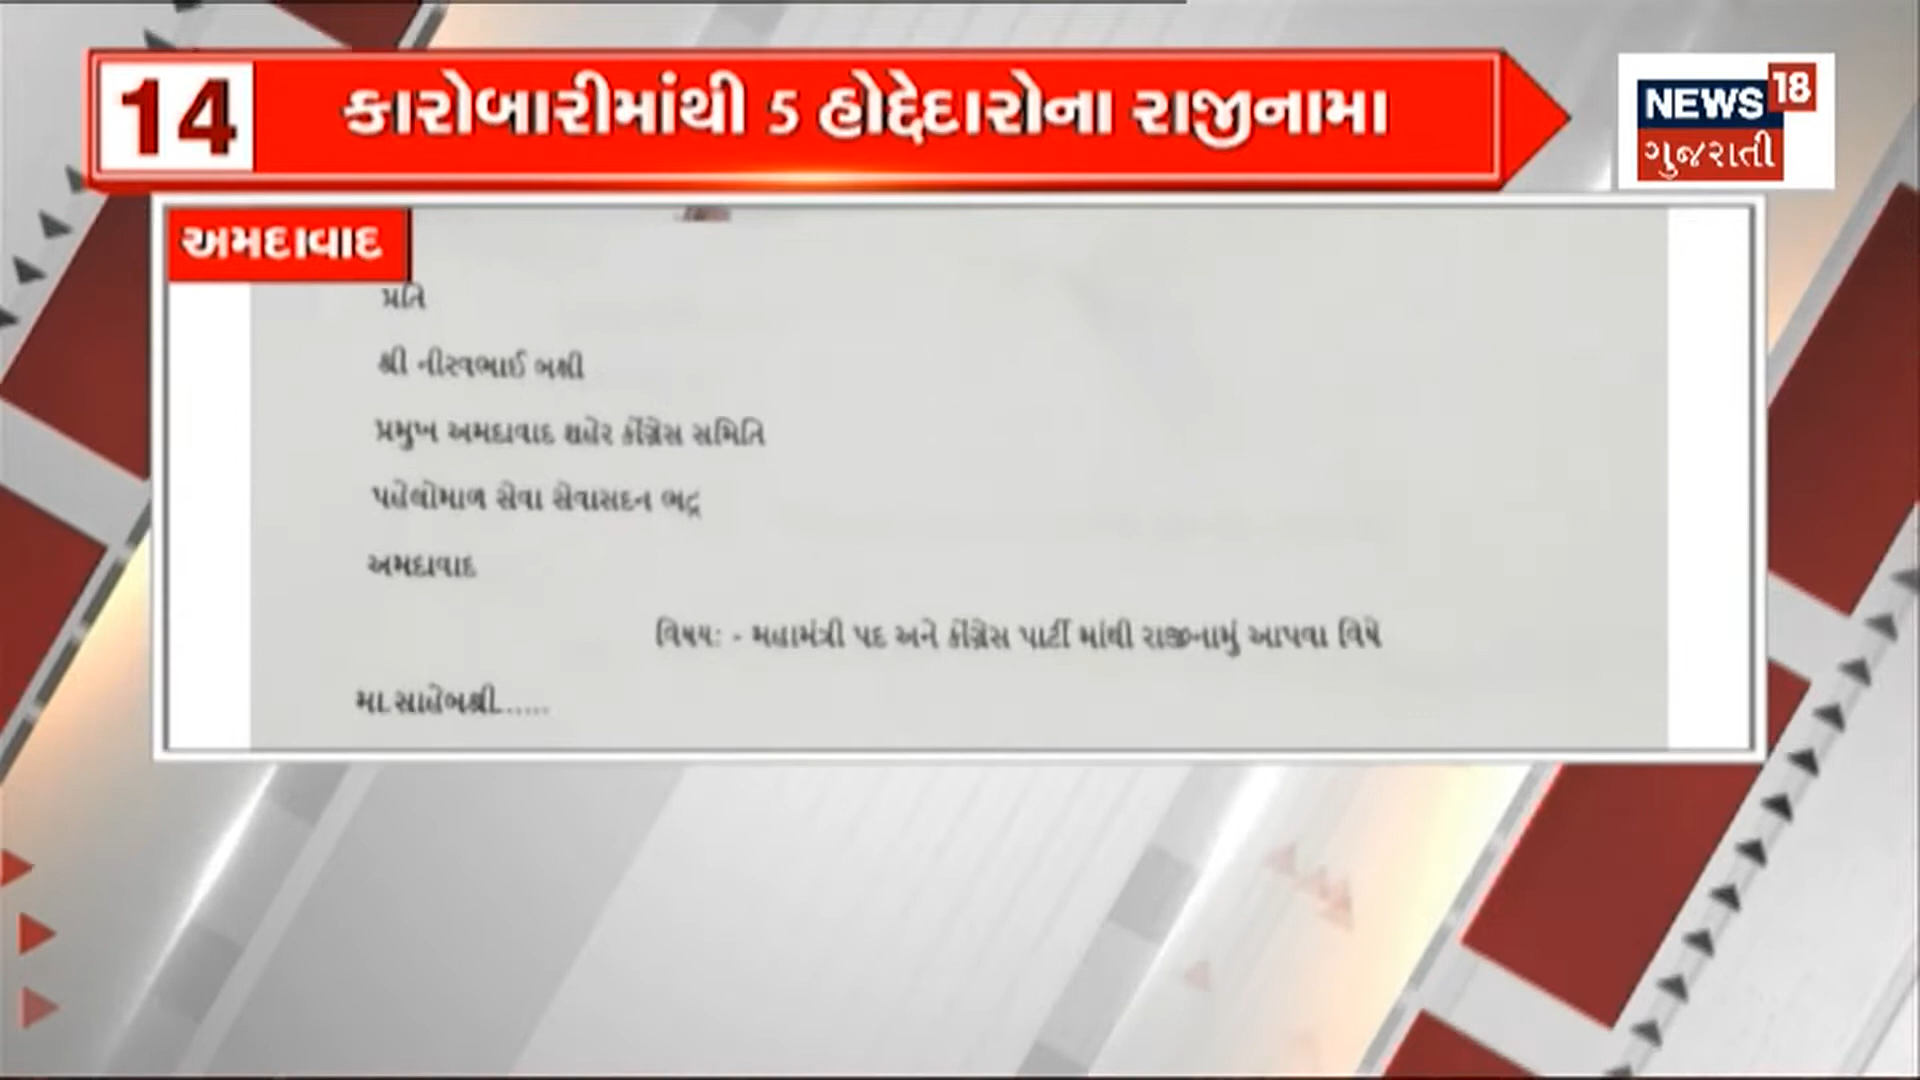 14 કારોબારીમાંથી 5 હોદ્દેદારોના રાજીનામા
NEWS 18
ગુજરાતી
અમદાવાદ
પ્રતિ
શ્રી નીરવભાઈ બક્ષી
પ્રમુખ અમદાવાદ શહેર કોંગ્રેસ સમિતિ
પહેલોમાળ સેવા સેવાસદન ભદ્ર
અમદાવાદ
વિષય: - મહામંત્રી પદ અને કોંગ્રેસ પાર્ટી માંથી રાજીનામું આપવા વિષે
મા.સાહેબશ્રી......